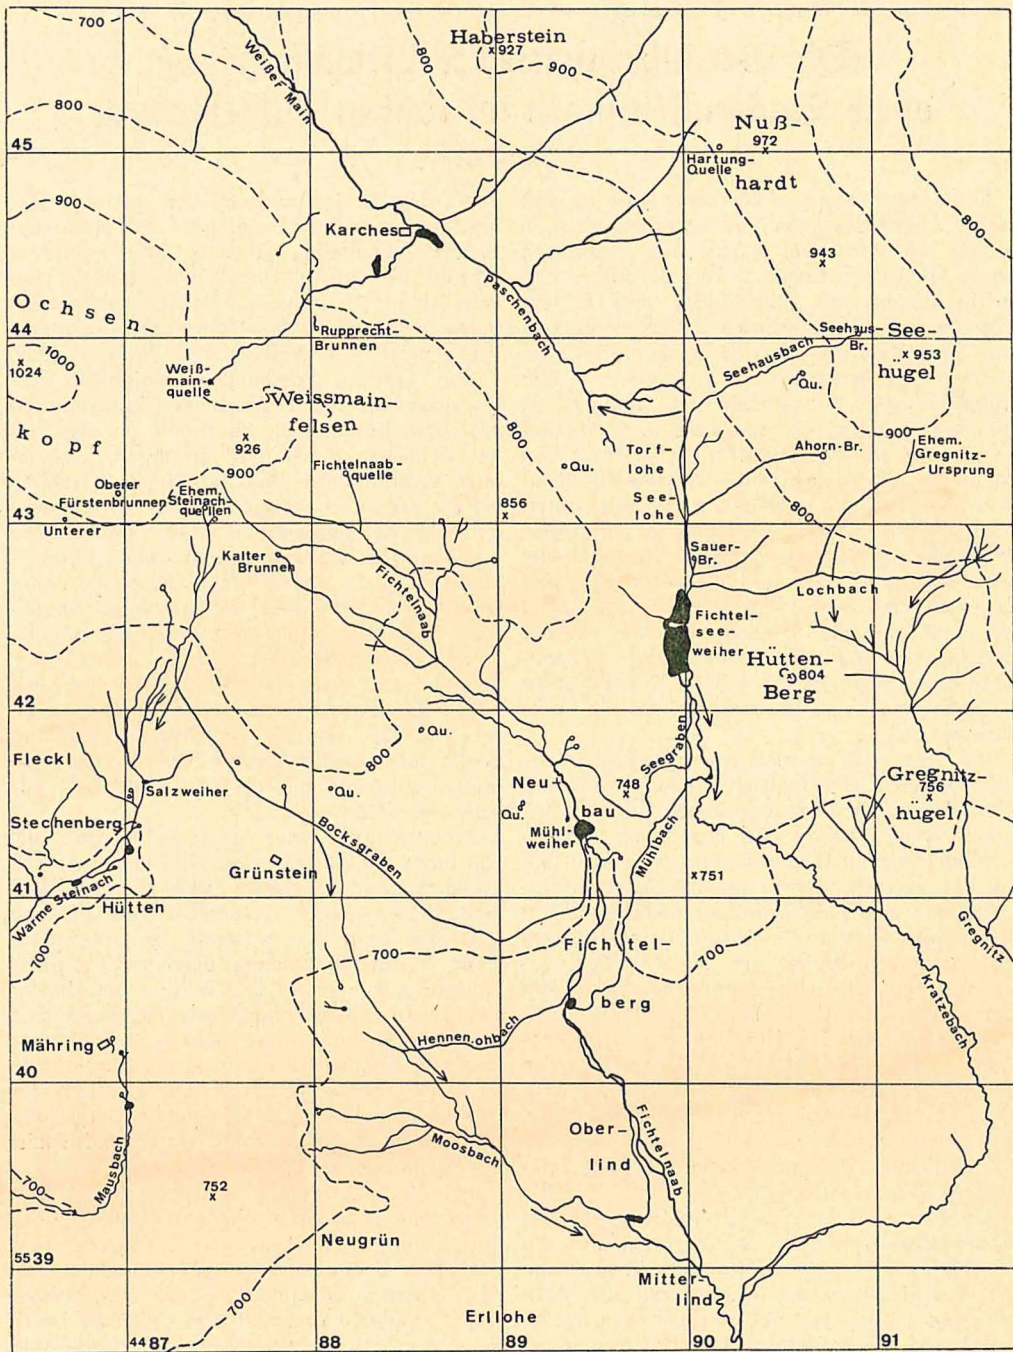 700
Haberstein
x 927
800
900
Weißer Main
800
Nuß-
972
x
45
Hartung-
Quelle
hardt
900
800
Karches
943
x
Paschenbach
Ochsen-
44
Rupprecht-
Brunnen
Seehaus-
Br.
See-
1000
x
1024
Seehausbach
x 953
hügel
Weiß-
main-
quelle
Qu.
Weissmain-
felsen
800
kopf
x
926
900
900
Ehem.
Gregnitz-
Ursprung
Torf-
lohe
Ahorn-Br.
Fichtelnaab-
quelle
Qu.
Oberer
Fürstenbrunnen
Ehem.
Steinach-
quellen
See-
lohe
856
x
43
Unterer
800
Kalter
Brunnen
Sauer-
Br.
Fichtelnaab
Lochbach
Fichtel-
see-
weiher
Hütten-
804
Berg
42
Qu.
Seegraben
Fleckl
800
Neu-
748
x
Gregnitz-
756
x
hügel
Salzweiher
Qu.
Qu.
bau
Stechenberg
Bocksgraben
Mühl-
weiher
Mühlbach
Grünstein
x 751
41
Warme Steinach
Hütten
700
Fichtel-
700
700
Gregnitz
berg
Kratzebach
Hennenlohbach
Mähring
40
Fichtelnaab
Ober-
lind
Moosbach
Mausbach
700
752
x
Neugrün
5539
Mitter-
lind
700
Erllohe
4487
88
89
90
91